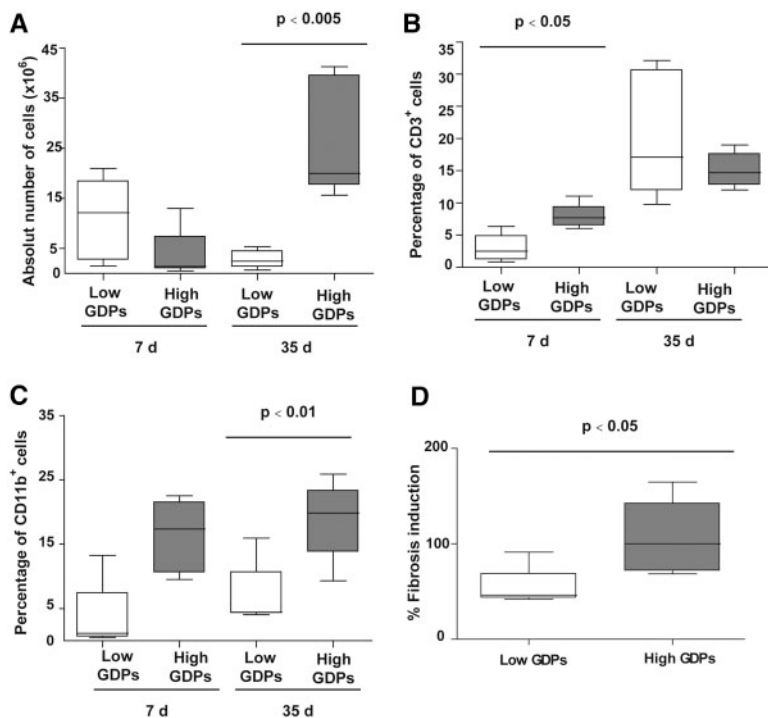 A
p < 0.005
Absolut number of cells (x10⁶)
45
35
25
15
5
0
Low
GDPs
High
GDPs
Low
GDPs
High
GDPs
7 d
35 d
B
p < 0.05
Percentage of CD3⁺ cells
35
30
25
20
15
10
5
0
Low
GDPs
High
GDPs
Low
GDPs
High
GDPs
7 d
35 d
C
p < 0.01
Percentage of CD11b⁺ cells
35
25
15
5
0
Low
GDPs
High
GDPs
Low
GDPs
High
GDPs
7 d
35 d
D
p < 0.05
% Fibrosis induction
200
100
0
Low GDPs
High GDPs